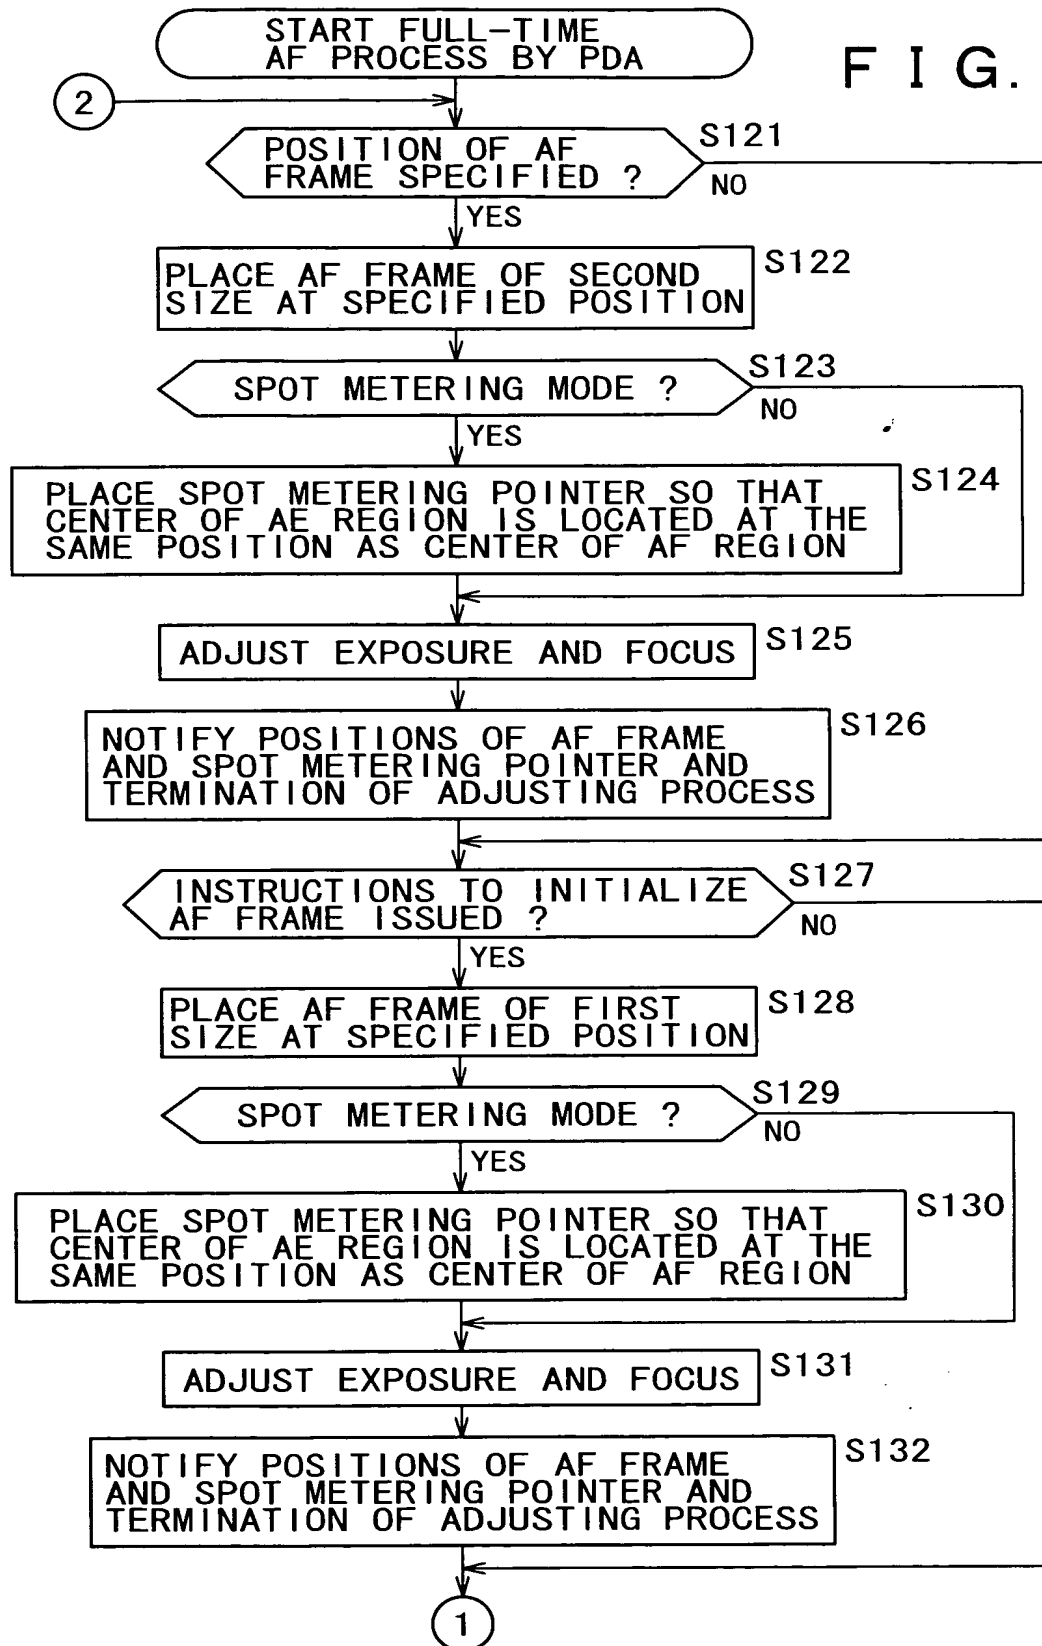 START FULL-TIME
AF PROCESS BY PDA
FIG.
2
POSITION OF AF
FRAME SPECIFIED ?
S121
NO
YES
PLACE AF FRAME OF SECOND
SIZE AT SPECIFIED POSITION
S122
SPOT METERING MODE ?
S123
NO
YES
PLACE SPOT METERING POINTER SO THAT
CENTER OF AE REGION IS LOCATED AT THE
SAME POSITION AS CENTER OF AF REGION
S124
ADJUST EXPOSURE AND FOCUS
S125
NOTIFY POSITIONS OF AF FRAME
AND SPOT METERING POINTER AND
TERMINATION OF ADJUSTING PROCESS
S126
INSTRUCTIONS TO INITIALIZE
AF FRAME ISSUED ?
S127
NO
YES
PLACE AF FRAME OF FIRST
SIZE AT SPECIFIED POSITION
S128
SPOT METERING MODE ?
S129
NO
YES
PLACE SPOT METERING POINTER SO THAT
CENTER OF AE REGION IS LOCATED AT THE
SAME POSITION AS CENTER OF AF REGION
S130
ADJUST EXPOSURE AND FOCUS
S131
NOTIFY POSITIONS OF AF FRAME
AND SPOT METERING POINTER AND
TERMINATION OF ADJUSTING PROCESS
S132
1